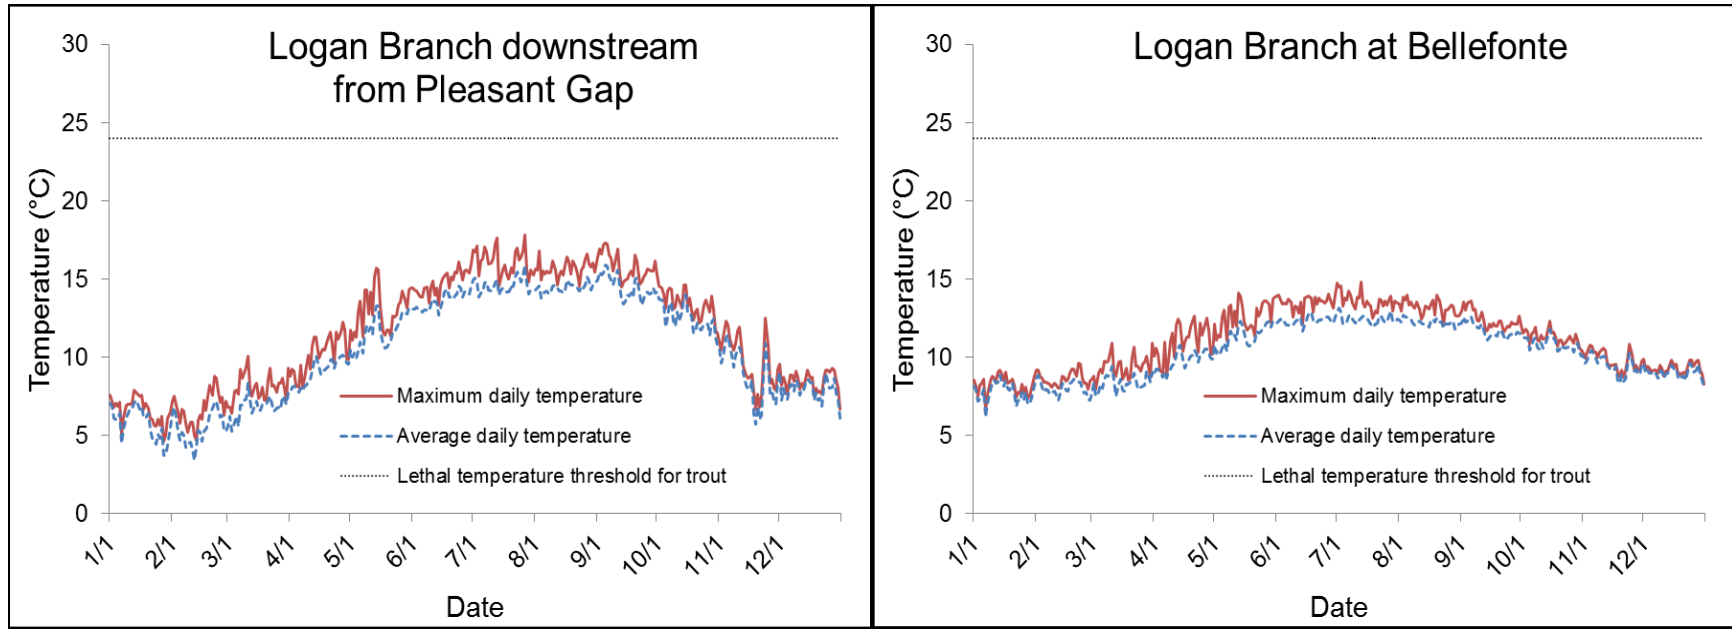 Logan Branch downstream
from Pleasant Gap
30
25
20
15
10
5
0
Temperature (°C)
Maximum daily temperature
Average daily temperature
Lethal temperature threshold for trout
1/1
2/1
3/1
4/1
5/1
6/1
7/1
8/1
9/1
10/1
11/1
12/1
Date
Logan Branch at Bellefonte
30
25
20
15
10
5
0
Temperature (°C)
Maximum daily temperature
Average daily temperature
Lethal temperature threshold for trout
1/1
2/1
3/1
4/1
5/1
6/1
7/1
8/1
9/1
10/1
11/1
12/1
Date